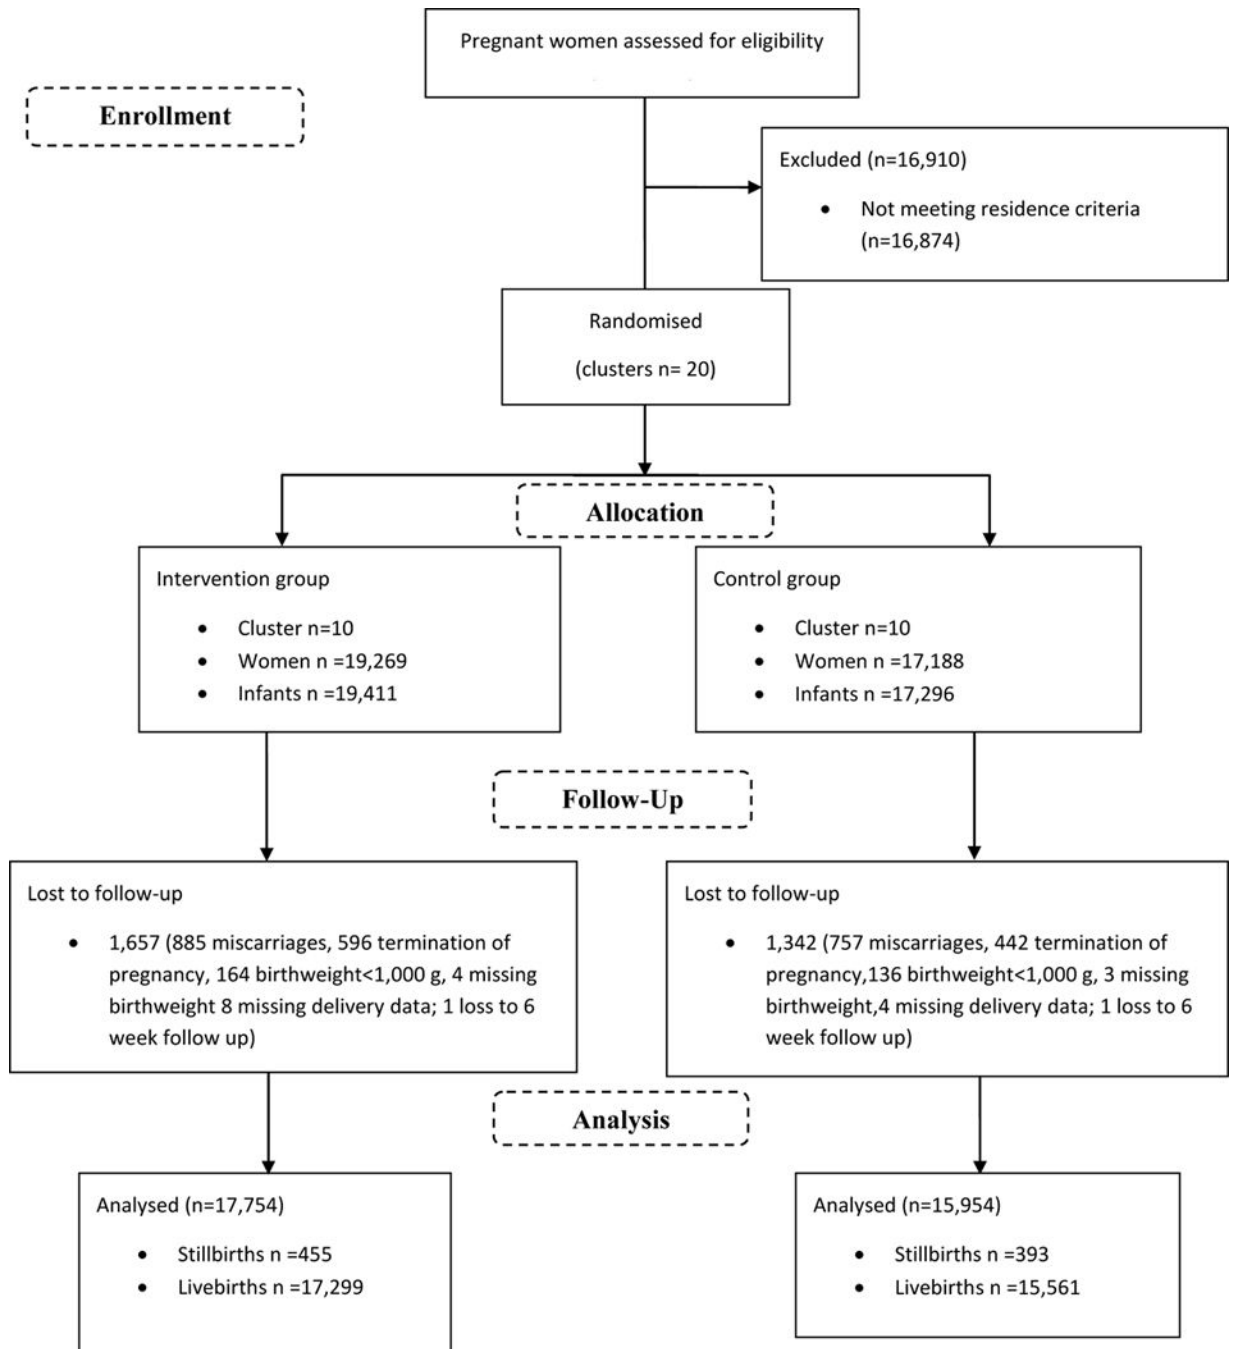 Pregnant women assessed for eligibility
Enrollment
Excluded (n=16,910)
• Not meeting residence criteria
(n=16,874)
Randomised
(clusters n= 20)
Allocation
Intervention group
• Cluster n=10
• Women n =19,269
• Infants n =19,411
Control group
• Cluster n=10
• Women n =17,188
• Infants n =17,296
Follow-Up
Lost to follow-up
• 1,657 (885 miscarriages, 596 termination of
pregnancy, 164 birthweight<1,000 g, 4 missing
birthweight 8 missing delivery data; 1 loss to 6
week follow up)
Lost to follow-up
• 1,342 (757 miscarriages, 442 termination of
pregnancy,136 birthweight<1,000 g, 3 missing
birthweight,4 missing delivery data; 1 loss to 6
week follow up)
Analysis
Analysed (n=17,754)
• Stillbirths n =455
• Livebirths n =17,299
Analysed (n=15,954)
• Stillbirths n =393
• Livebirths n =15,561